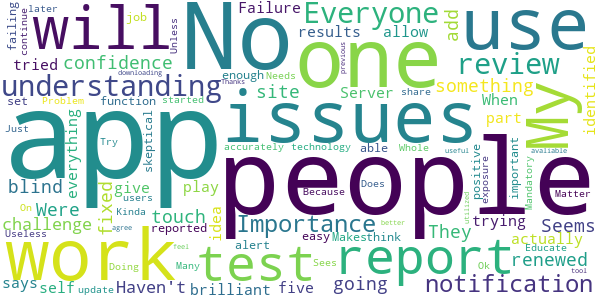 later
continue
failing
job
Failure
Everyone
add
will
No
one
use
Unless
results
allow
tried
confidence
enough
Needs
Server
previous
share
review
identified
downloading
Thanks
understanding
site
something
Problem
set
function
started
issues
When
My
Just
accurately
technology
able
Whole
part
app
Try
skeptical
everything
people
useful
available
blind
users
give
play
Because
Does
positive
exposure
important
Mandatory
On
Were
fixed
idea
Importance
trying
Matter
challenge
touch
They
utilized
Kinda
reported
easy
Makesthink
Seems
Useless
agree
alert
better
actually
work
test
report
Educate
feel
Doing
Many
Sees
Ok
renewed
says
self
update
Haven't
brilliant
five
going
notification
tool